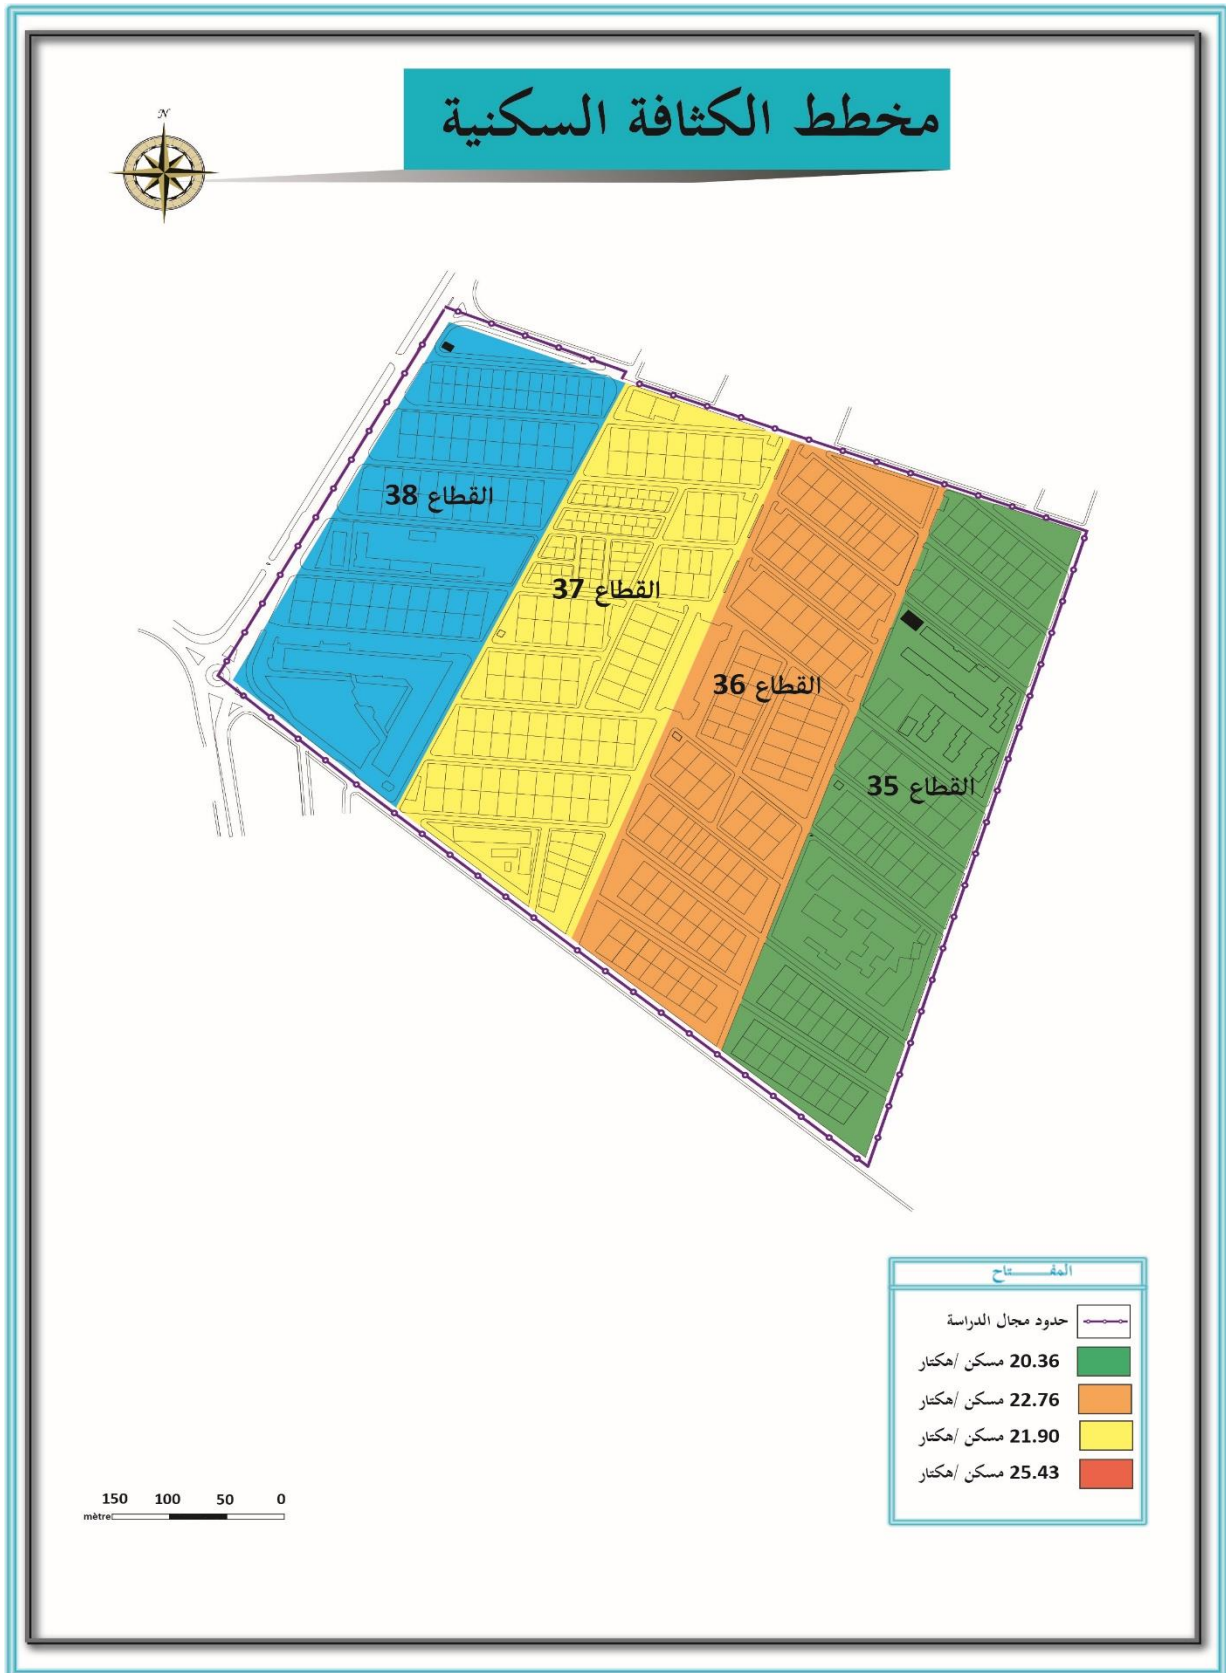 مخطط الكثافة السكنية
N
القطاع 38
القطاع 37
القطاع 36
القطاع 35
المفـــــتاح
حدود مجال الدراسة
20.36 مسكن /هكتار
22.76 مسكن /هكتار
21.90 مسكن /هكتار
25.43 مسكن /هكتار
150 100 50 0
mètre